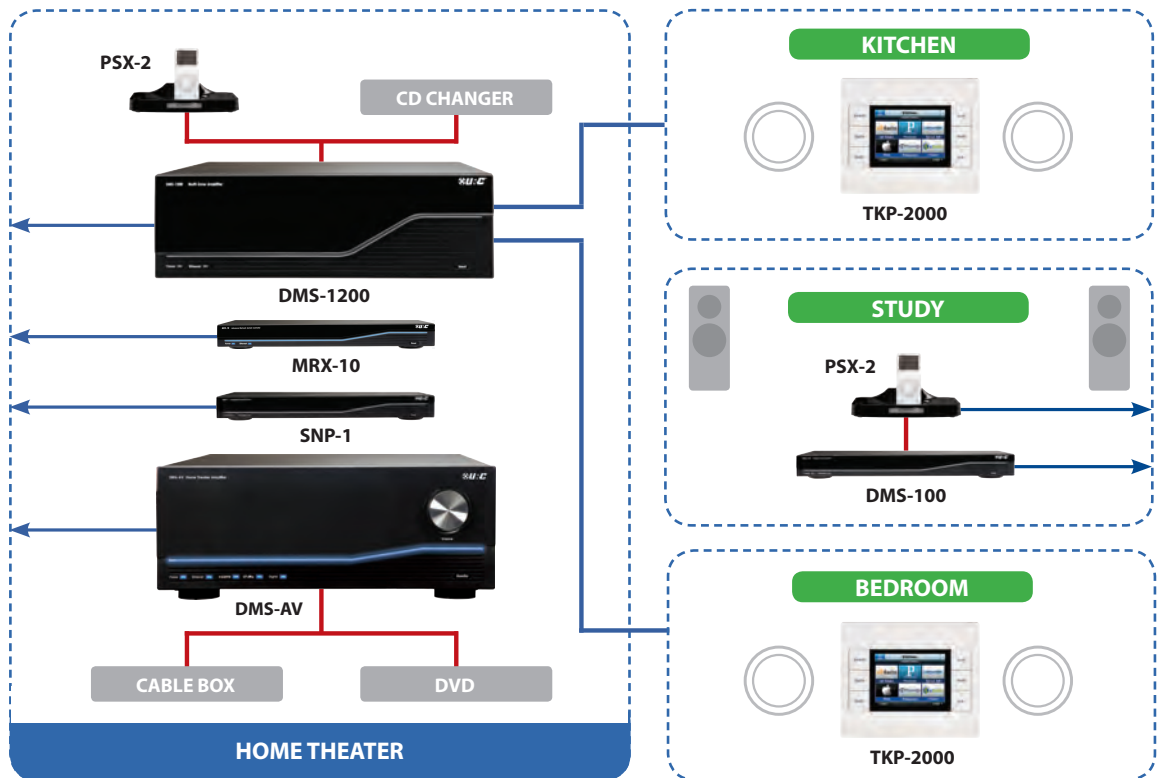 PSX-2
CD CHANGER
DMS-1200
MRX-10
SNP-1
DMS-AV
CABLE BOX
DVD
HOME THEATER
KITCHEN
TKP-2000
STUDY
PSX-2
DMS-100
BEDROOM
TKP-2000